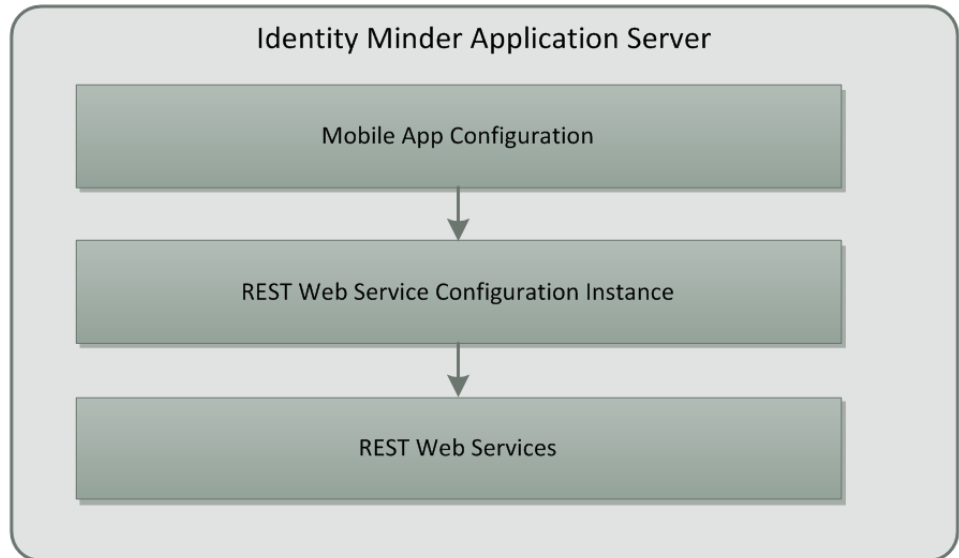 Identity Minder Application Server
Mobile App Configuration
REST Web Service Configuration Instance
REST Web Services